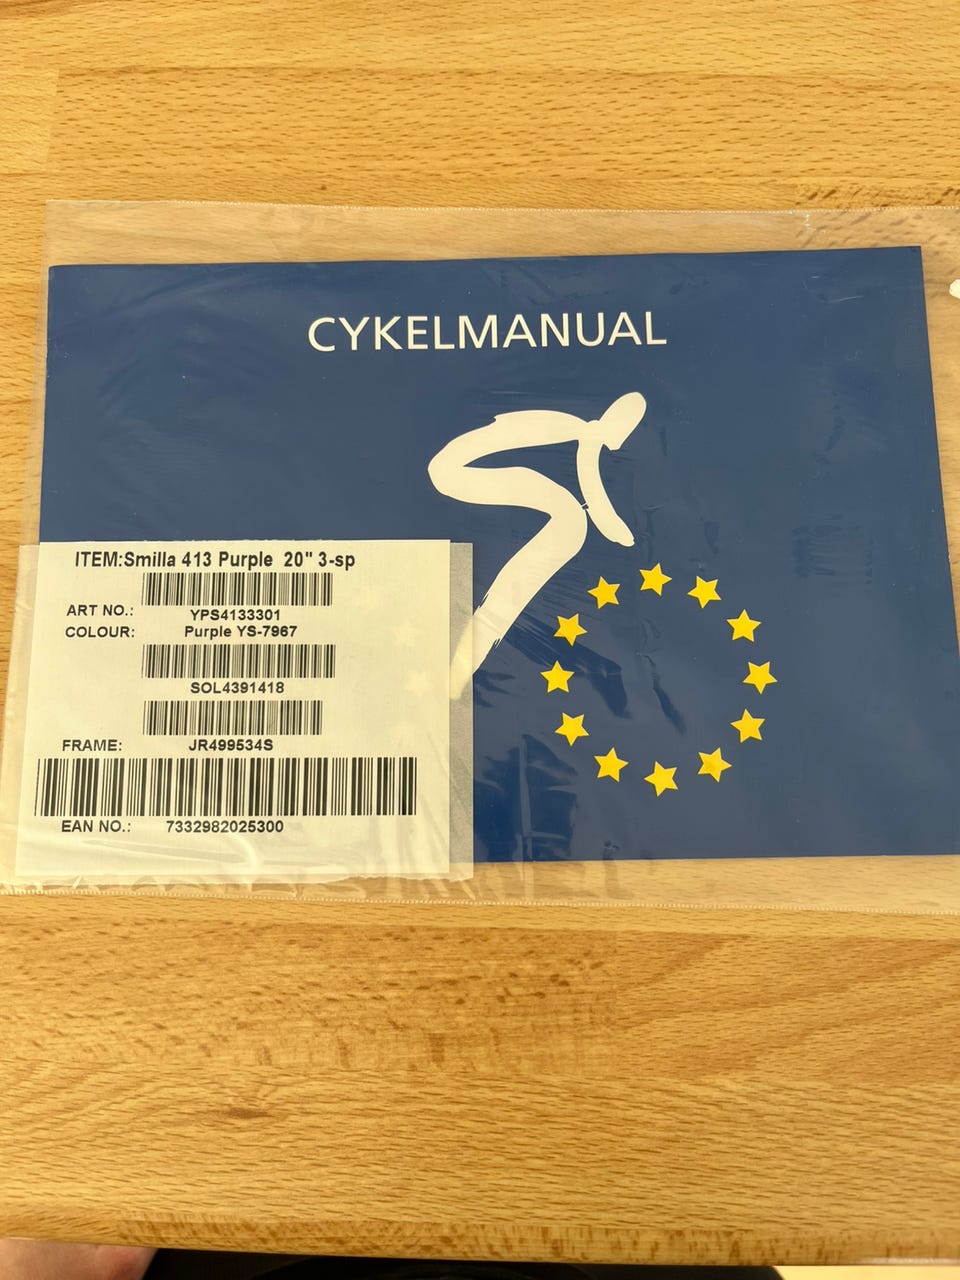 CYKELMANUAL
ITEM:Smilla 413 Purple 20" 3-sp
ART NO.: YPS4133301
COLOUR: Purple YS-7967
SOL4391418
FRAME: JR499534S
EAN NO.: 7332982025300